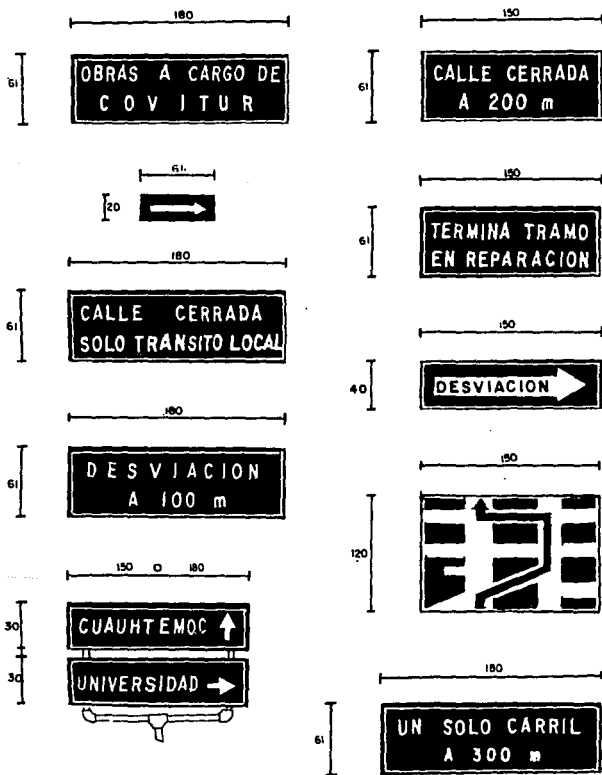 180
61
OBRAS A CARGO DE
COVITUR
61
20
180
61
CALLE CERRADA
SOLO TRANSITO LOCAL
180
61
DESVIACION
A 100 m
150 O 180
30
CUAUHTEMOC
30
UNIVERSIDAD
150
61
CALLE CERRADA
A 200 m
150
61
TERMINA TRAMO
EN REPARACION
150
40
DESVIACION
150
120
180
61
UN SOLO CARRIL
A 300 m